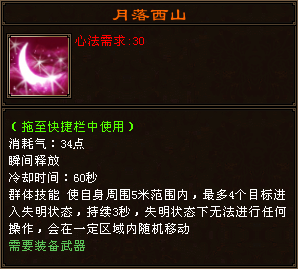 月落西山
心法需求:30
（拖至快捷栏中使用）
消耗气：34点
瞬间释放
冷却时间：60秒
群体技能 使自身周围5米范围内，最多4个目标进
入失明状态，持续3秒，失明状态下无法进行任何
操作，会在一定区域内随机移动
需要装备武器